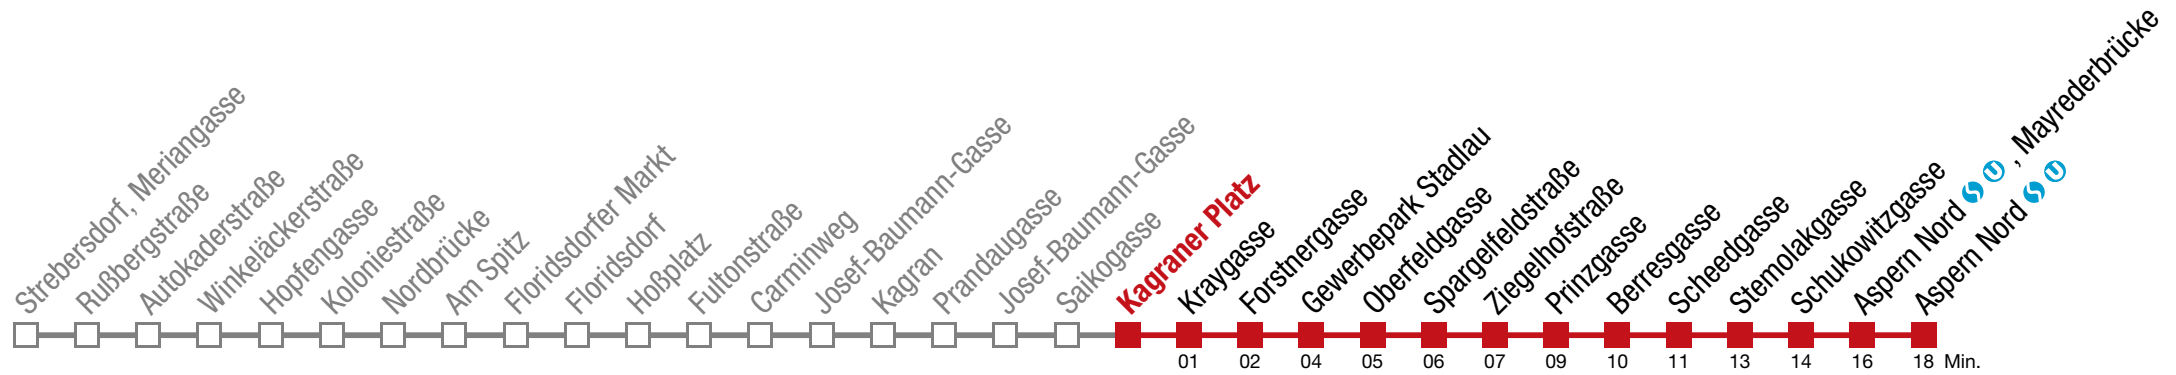 Strebersdorf, Meriangasse
Rußbergstraße
Autokaderstraße
Winkeläckerstraße
Hopfengasse
Koloniestraße
Nordbrücke
Am Spitz
Floridsdorfer Markt
Floridsdorf
Hoßplatz
Fultonstraße
Carminweg
Josef-Baumann-Gasse
Kagran
Prandaugasse
Josef-Baumann-Gasse
Saikogasse
Kagraner Platz
Kraygasse
Forstnergasse
Gewerbepark Stadlau
Oberfeldgasse
Spargelfeldstraße
Ziegelhofstraße
Prinzgasse
Berresgasse
Scheedgasse
Stemolakgasse
Schukowitzgasse
Aspern Nord S U , Mayrederbrücke
Aspern Nord S U
01 02 04 05 06 07 09 10 11 13 14 16 18 Min.